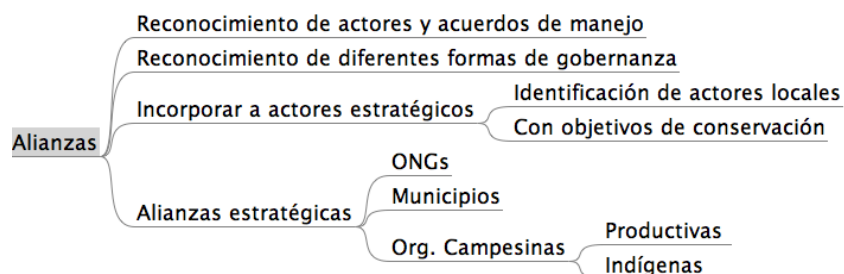 Alianzas
Reconocimiento de actores y acuerdos de manejo
Reconocimiento de diferentes formas de gobernanza
Incorporar a actores estratégicos
Identificación de actores locales
Con objetivos de conservación
Alianzas estratégicas
ONGs
Municipios
Org. Campesinas
Productivas
Indígenas